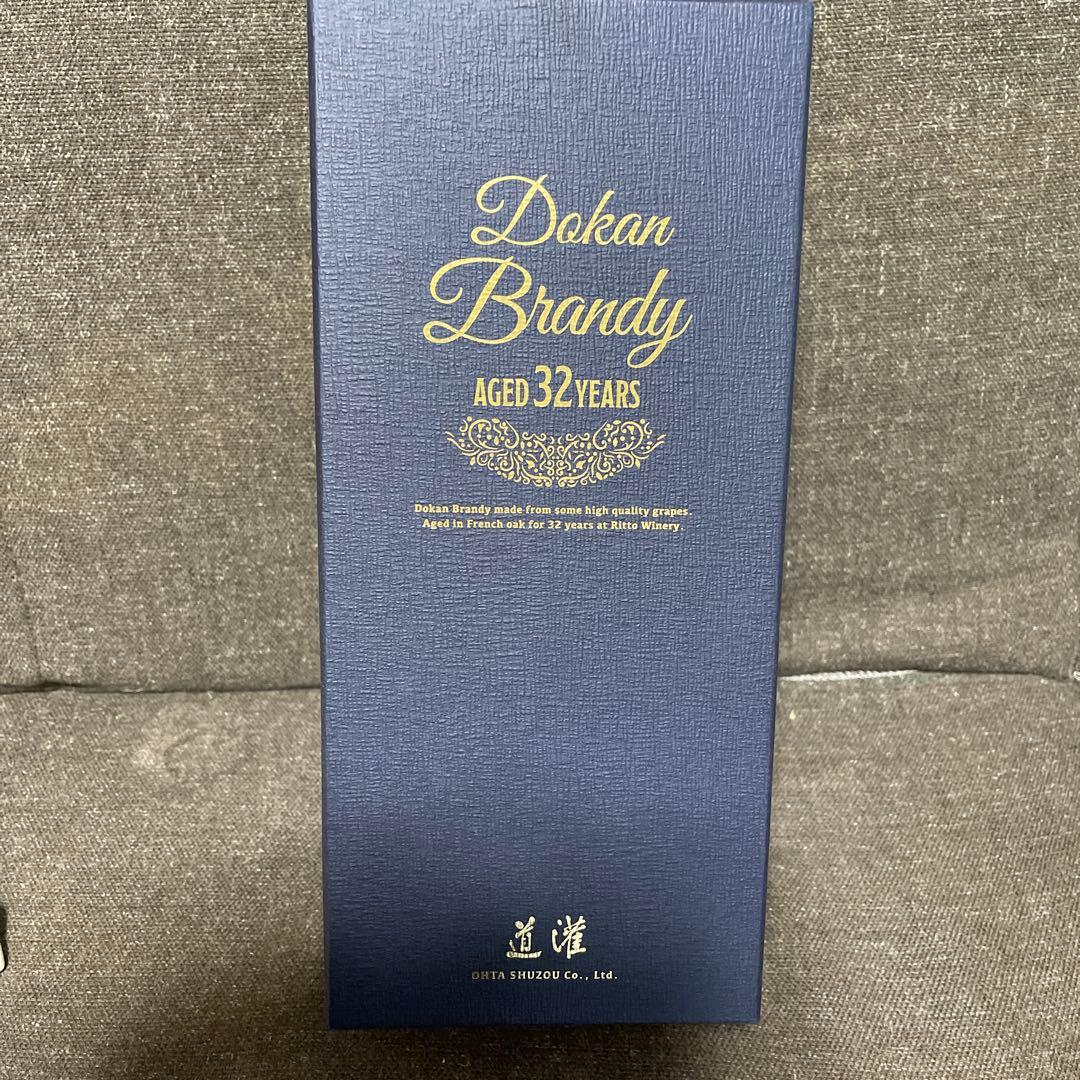 Dokan
Brandy
AGED 32 YEARS
Dokan Brandy made from some high quality grapes.
Aged in French oak for 32 years at Ritto Winery.
道灌
OHTA SHUZOU Co., Ltd.